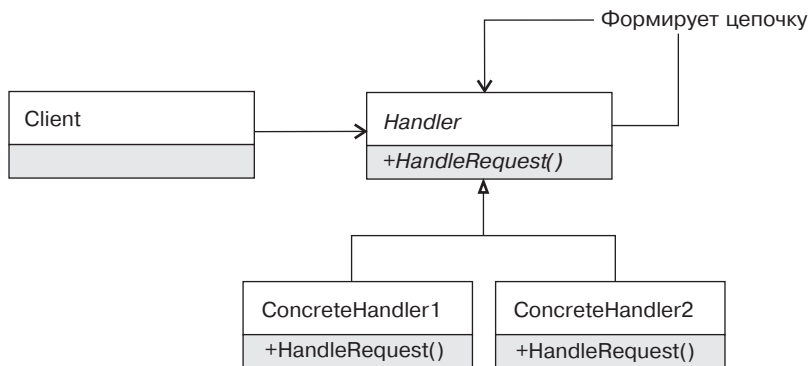 Формирует цепочку
Client
Handler
+HandleRequest()
ConcreteHandler1
ConcreteHandler2
+HandleRequest()
+HandleRequest()